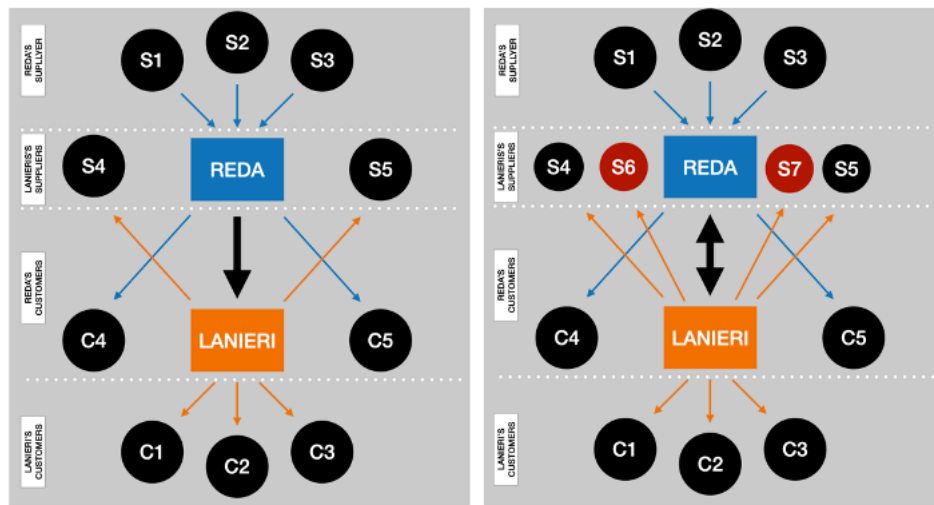 REDA'S
SUPLLYER
S1
S2
S3
LANIERIS'S
SUPPLIERS
S4
REDA
S5
REDA'S
CUSTOMERS
C4
LANIERI
C5
LANIERI'S
CUSTOMERS
C1
C2
C3
REDA'S
SUPLLYER
S1
S2
S3
LANIERIS'S
SUPPLIERS
S4
S6
REDA
S7
S5
REDA'S
CUSTOMERS
C4
LANIERI
C5
LANIERI'S
CUSTOMERS
C1
C2
C3